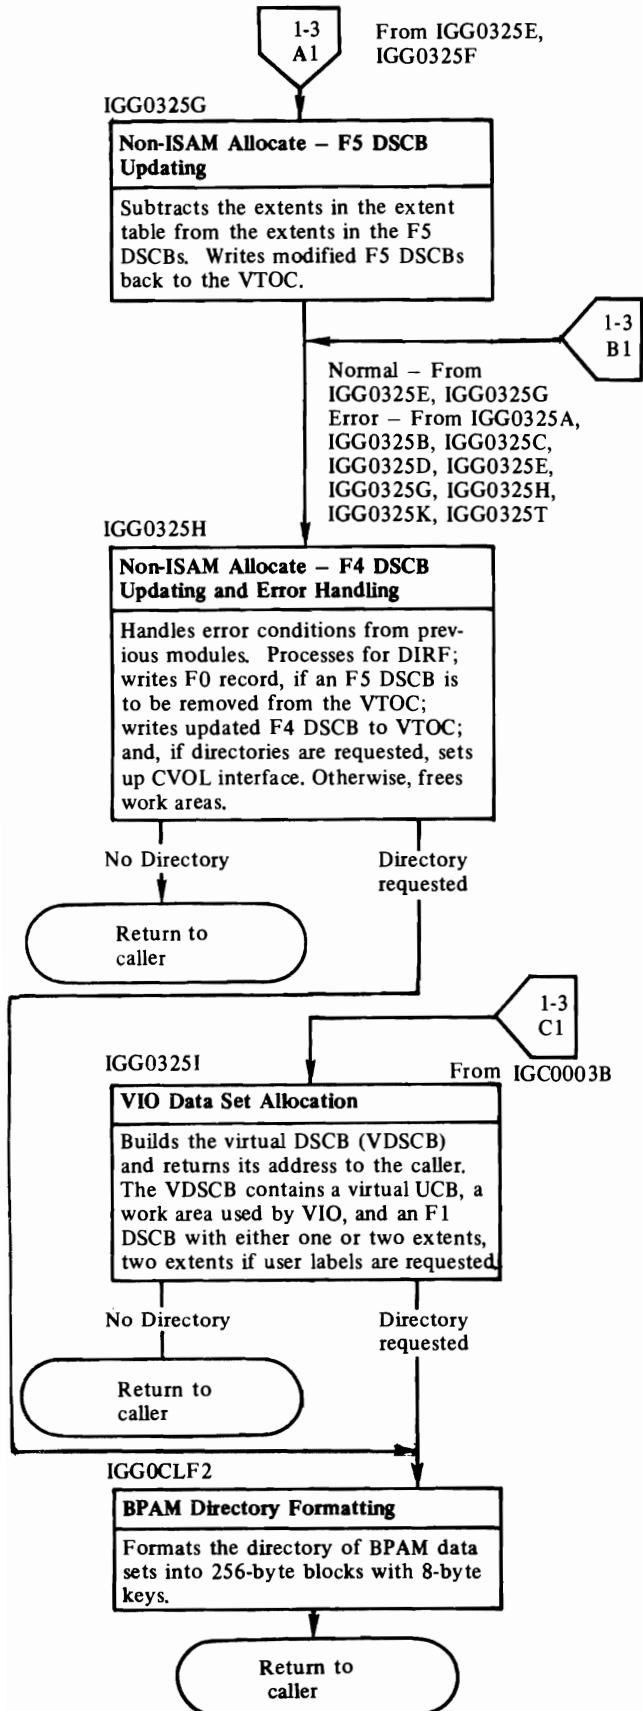 1-3
A1
From IGG0325E,
IGG0325F
IGG0325G
Non-ISAM Allocate – F5 DSCB
Updating
Subtracts the extents in the extent
table from the extents in the F5
DSCBs. Writes modified F5 DSCBs
back to the VTOC.
1-3
B1
Normal – From
IGG0325E, IGG0325G
Error – From IGG0325A,
IGG0325B, IGG0325C,
IGG0325D, IGG0325E,
IGG0325G, IGG0325H,
IGG0325K, IGG0325T
IGG0325H
Non-ISAM Allocate – F4 DSCB
Updating and Error Handling
Handles error conditions from prev-
ious modules. Processes for DIRF;
writes F0 record, if an F5 DSCB is
to be removed from the VTOC;
writes updated F4 DSCB to VTOC;
and, if directories are requested, sets
up CVOL interface. Otherwise, frees
work areas.
No Directory
Directory
requested
Return to
caller
1-3
C1
IGG0325I
From IGC0003B
VIO Data Set Allocation
Builds the virtual DSCB (VDSCB)
and returns its address to the caller.
The VDSCB contains a virtual UCB, a
work area used by VIO, and an F1
DSCB with either one or two extents,
two extents if user labels are requested.
No Directory
Directory
requested
Return to
caller
IGG0CLF2
BPAM Directory Formatting
Formats the directory of BPAM data
sets into 256-byte blocks with 8-byte
keys.
Return to
caller